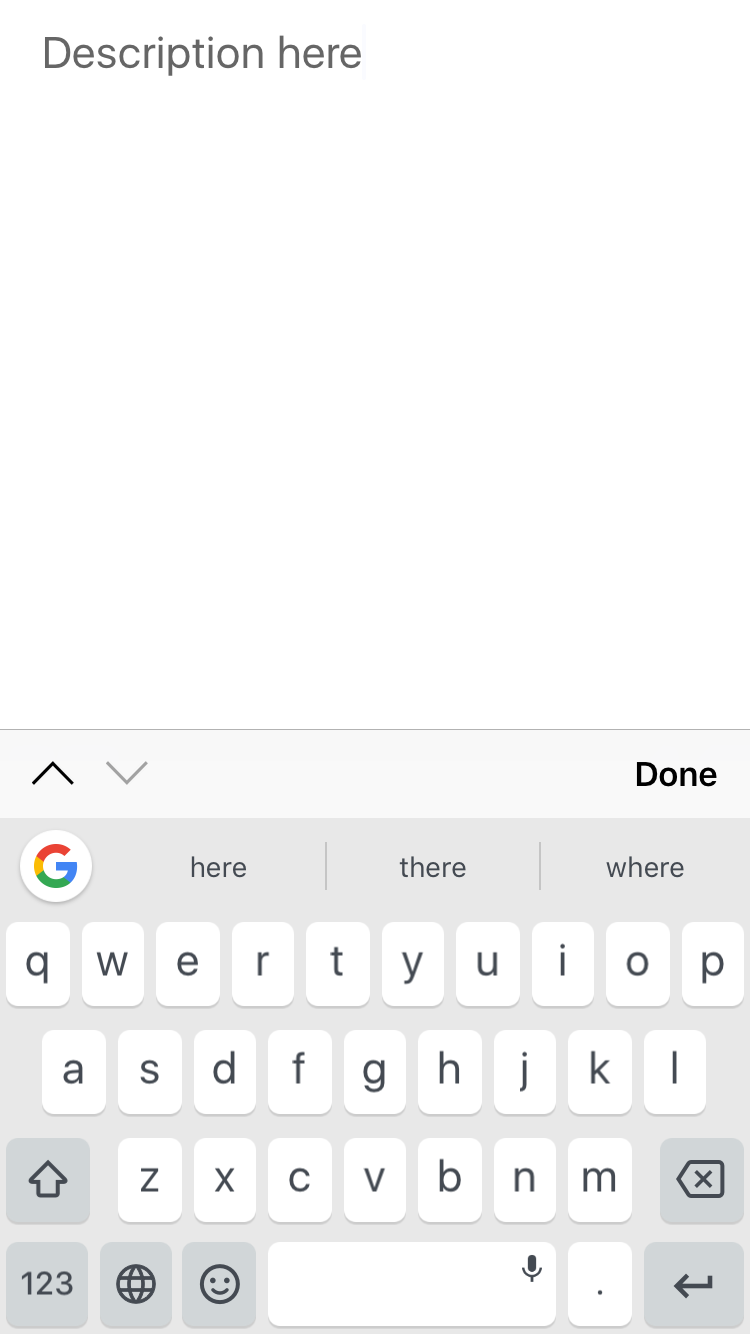 Description here
Done
here there where
q w e r t y u i o p
a s d f g h j k l
z x c v b n m
123 .